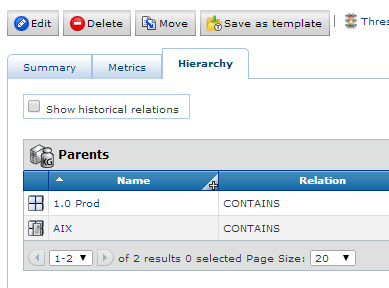 Edit Delete Move Save as template Thres
Summary Metrics Hierarchy
Show historical relations
KG Parents
Name Relation
1.0 Prod CONTAINS
AIX CONTAINS
1-2 of 2 results 0 selected Page Size: 20